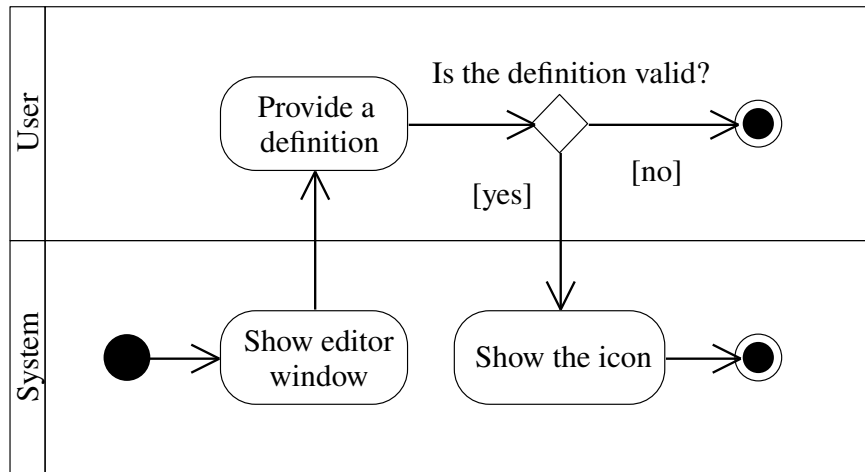 User
Is the definition valid?
Provide a
definition
[yes]
[no]
System
Show editor
window
Show the icon